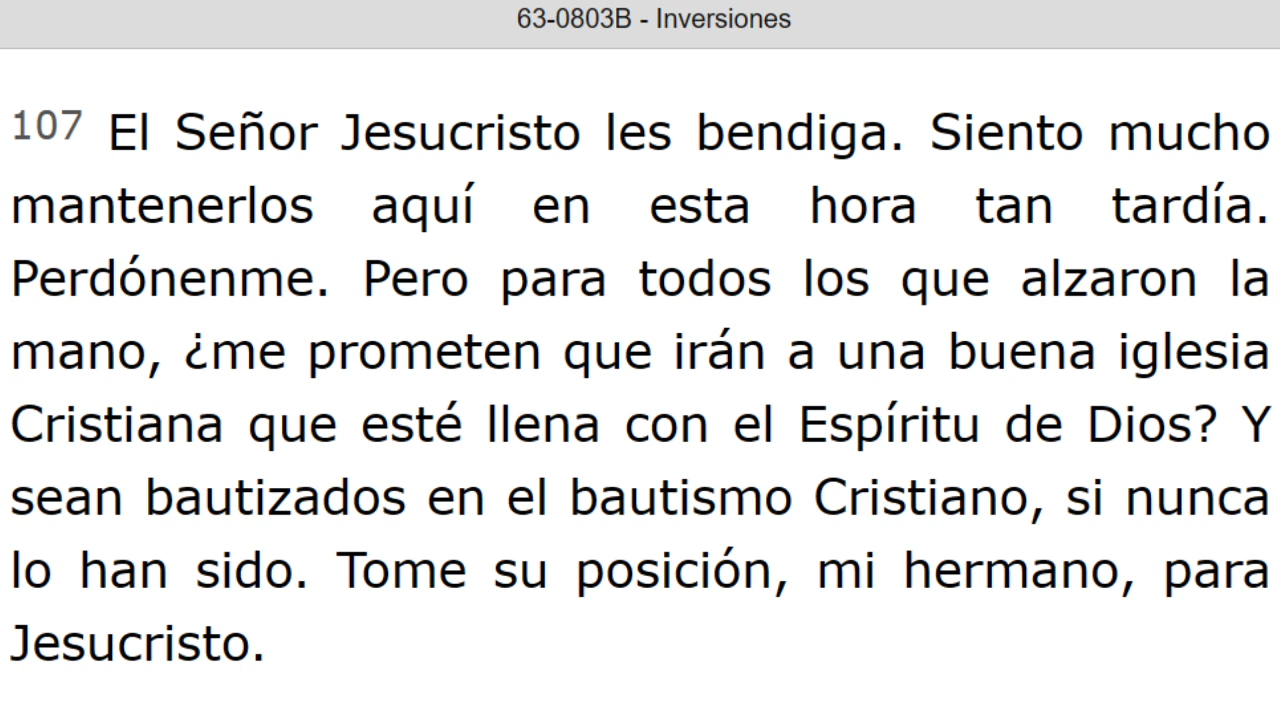 63-0803B - Inversiones
107 El Señor Jesucristo les bendiga. Siento mucho
mantenerlos aquí en esta hora tan tardía.
Perdónenme. Pero para todos los que alzaron la
mano, ¿me prometen que irán a una buena iglesia
Cristiana que esté llena con el Espíritu de Dios? Y
sean bautizados en el bautismo Cristiano, si nunca
lo han sido. Tome su posición, mi hermano, para
Jesucristo.